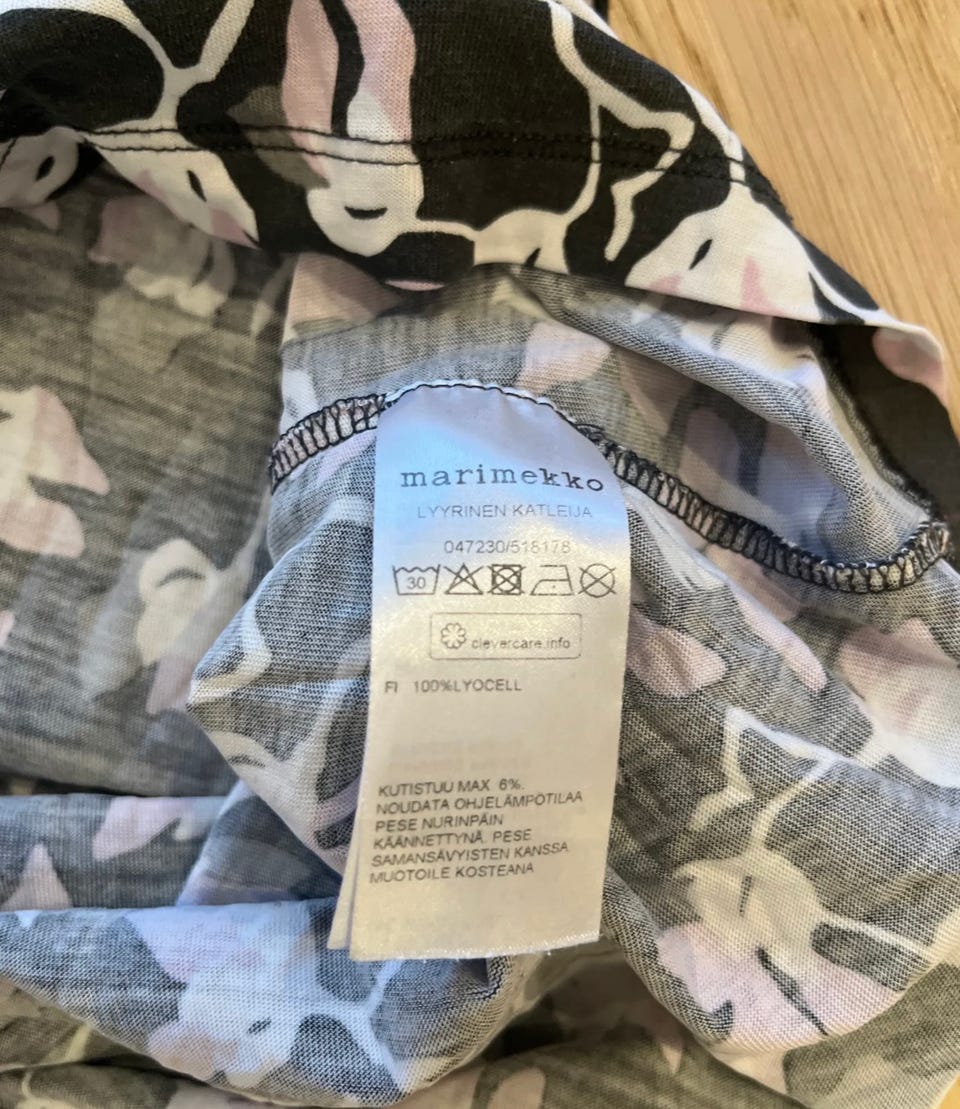 marimekko
LYYRINEN KATLEIJA
047230/518178
30
clevercare.info
FI 100%LYOCELL
KUTISTUU MAX 6%.
NOUDATA OHJELÄMPÖTILAA
PESE NURINPÄIN
KÄÄNNETTYNÄ. PESE
SAMANSÄVYISTEN KANSSA
MUOTOILE KOSTEANA